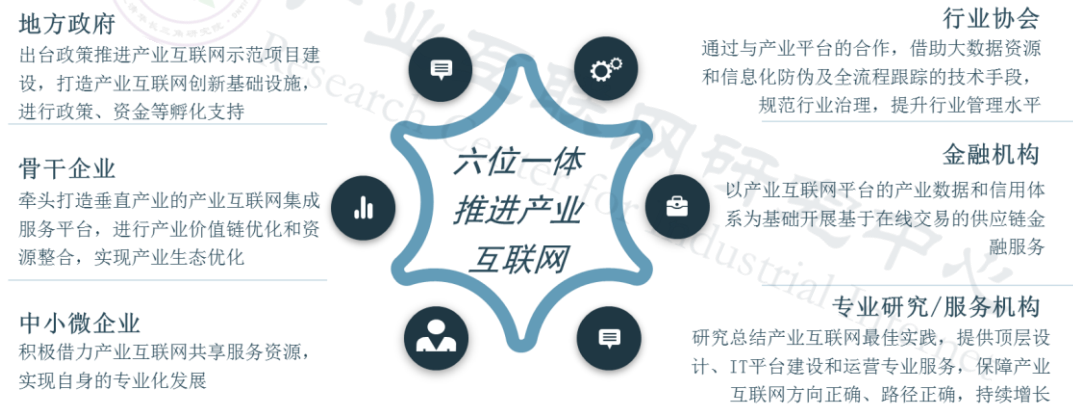 地方政府
出台政策推进产业互联网示范项目建
设，打造产业互联网创新基础设施，
进行政策、资金等孵化支持
骨干企业
牵头打造垂直产业的产业互联网集成
服务平台，进行产业价值链优化和资
源整合，实现产业生态优化
中小微企业
积极借力产业互联网共享服务资源，
实现自身的专业化发展
六位一体
推进产业
互联网
行业协会
通过与产业平台的合作，借助大数据资源
和信息化防伪及全流程跟踪的技术手段，
规范行业治理，提升行业管理水平
金融机构
以产业互联网平台的产业数据和信用体
系为基础开展基于在线交易的供应链金
融服务
专业研究/服务机构
研究总结产业互联网最佳实践，提供顶层设
计、IT平台建设和运营专业服务，保障产业
互联网方向正确、路径正确，持续增长
产业互联网研究中心
Research Center for Industrial Internet